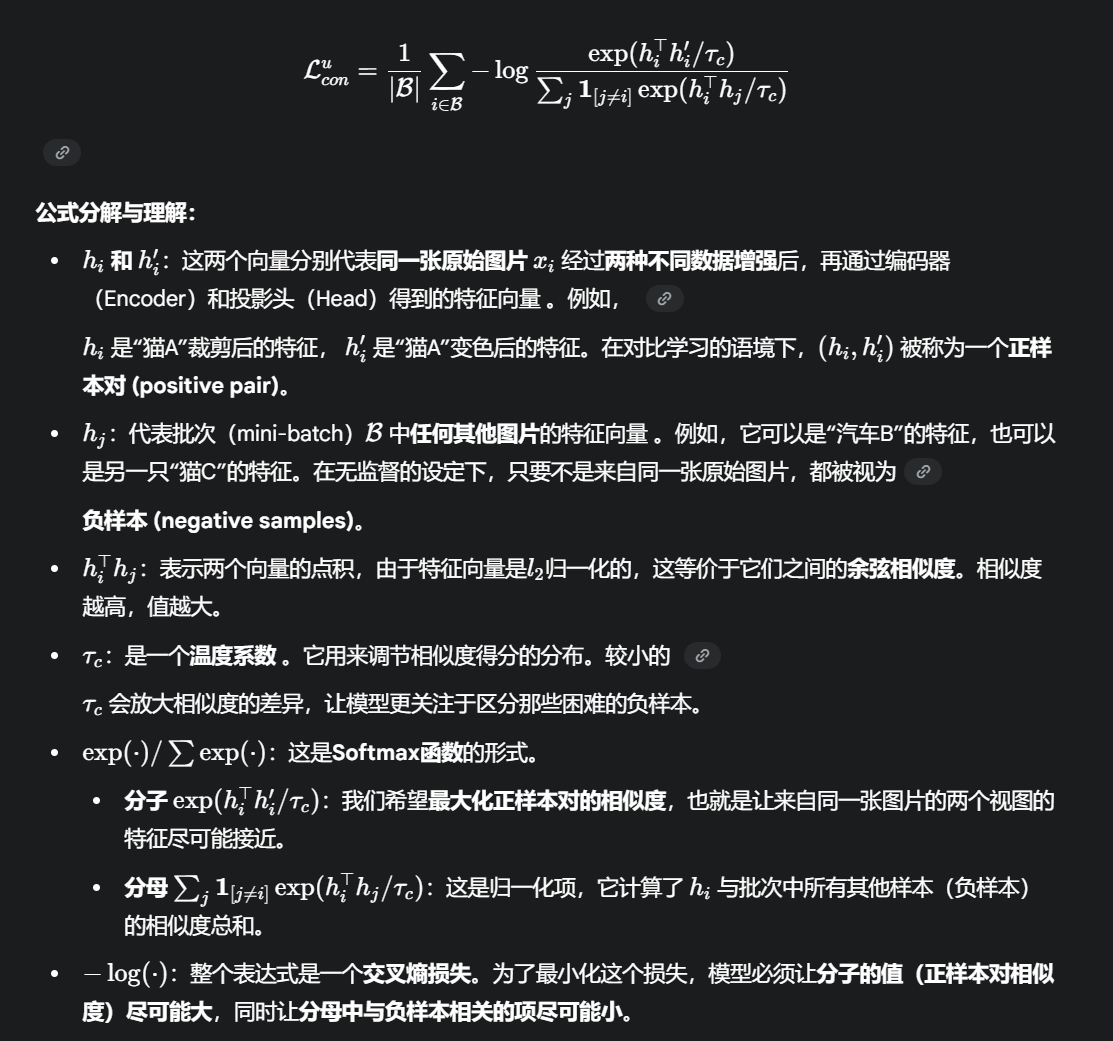 $$\mathcal{L}_{con}^{u} = \frac{1}{|\mathcal{B}|} \sum_{i \in \mathcal{B}} -\log \frac{\exp(h_i^\top h_i' / \tau_c)}{\sum_j \mathbf{1}_{[j \neq i]} \exp(h_i^\top h_j / \tau_c)}$$
公式分解与理解：
• $h_i$ 和 $h_i'$：这两个向量分别代表同一张原始图片 $x_i$ 经过两种不同数据增强后，再通过编码器
（Encoder）和投影头（Head）得到的特征向量 。例如，
$h_i$ 是“猫A”裁剪后的特征， $h_i'$ 是“猫A”变色后的特征。在对比学习的语境下，$(h_i, h_i')$ 被称为一个正样
本对 (positive pair)。
• $h_j$：代表批次（mini-batch）$\mathcal{B}$ 中任何其他图片的特征向量 。例如，它可以是“汽车B”的特征，也可以
是另一只“猫C”的特征。在无监督的设定下，只要不是来自同一张原始图片，都被视为
负样本 (negative samples)。
• $h_i^\top h_j$：表示两个向量的点积，由于特征向量是$l_2$归一化的，这等价于它们之间的余弦相似度。相似度
越高，值越大。
• $\tau_c$：是一个温度系数 。它用来调节相似度得分的分布。较小的
$\tau_c$ 会放大相似度的差异，让模型更关注于区分那些困难的负样本。
• $\exp(\cdot) / \sum \exp(\cdot)$：这是Softmax函数的形式。
• 分子 $\exp(h_i^\top h_i' / \tau_c)$：我们希望最大化正样本对的相似度，也就是让来自同一张图片的两个视图的
特征尽可能接近。
• 分母 $\sum_j \mathbf{1}_{[j \neq i]} \exp(h_i^\top h_j / \tau_c)$：这是归一化项，它计算了 $h_i$ 与批次中所有其他样本（负样本）
的相似度总和。
• $-\log(\cdot)$：整个表达式是一个交叉熵损失。为了最小化这个损失，模型必须让分子的值（正样本对相似
度）尽可能大，同时让分母中与负样本相关的项尽可能小。